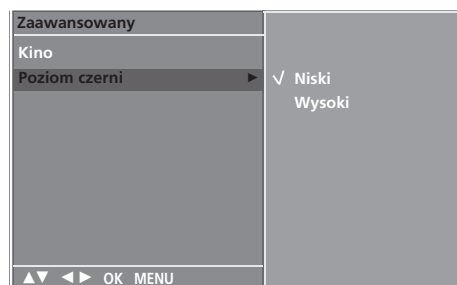 Zaawansowany
Kino
Poziom czerni ►
√ Niski
Wysoki
▲▼ ◄► OK MENU